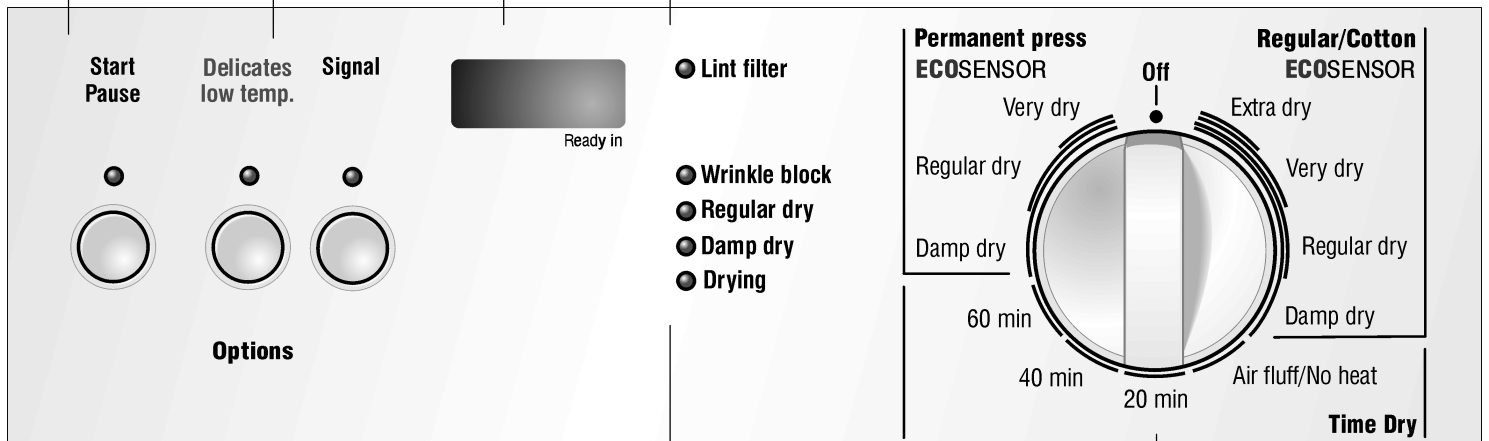 Start
Pause
Delicates
low temp.
Signal
Ready in
Options
Lint filter
Wrinkle block
Regular dry
Damp dry
Drying
Permanent press
ECOSENSOR
Very dry
Regular dry
Damp dry
Off
Regular/Cotton
ECOSENSOR
Extra dry
Very dry
Regular dry
Damp dry
60 min
40 min
20 min
Air fluff/No heat
Time Dry